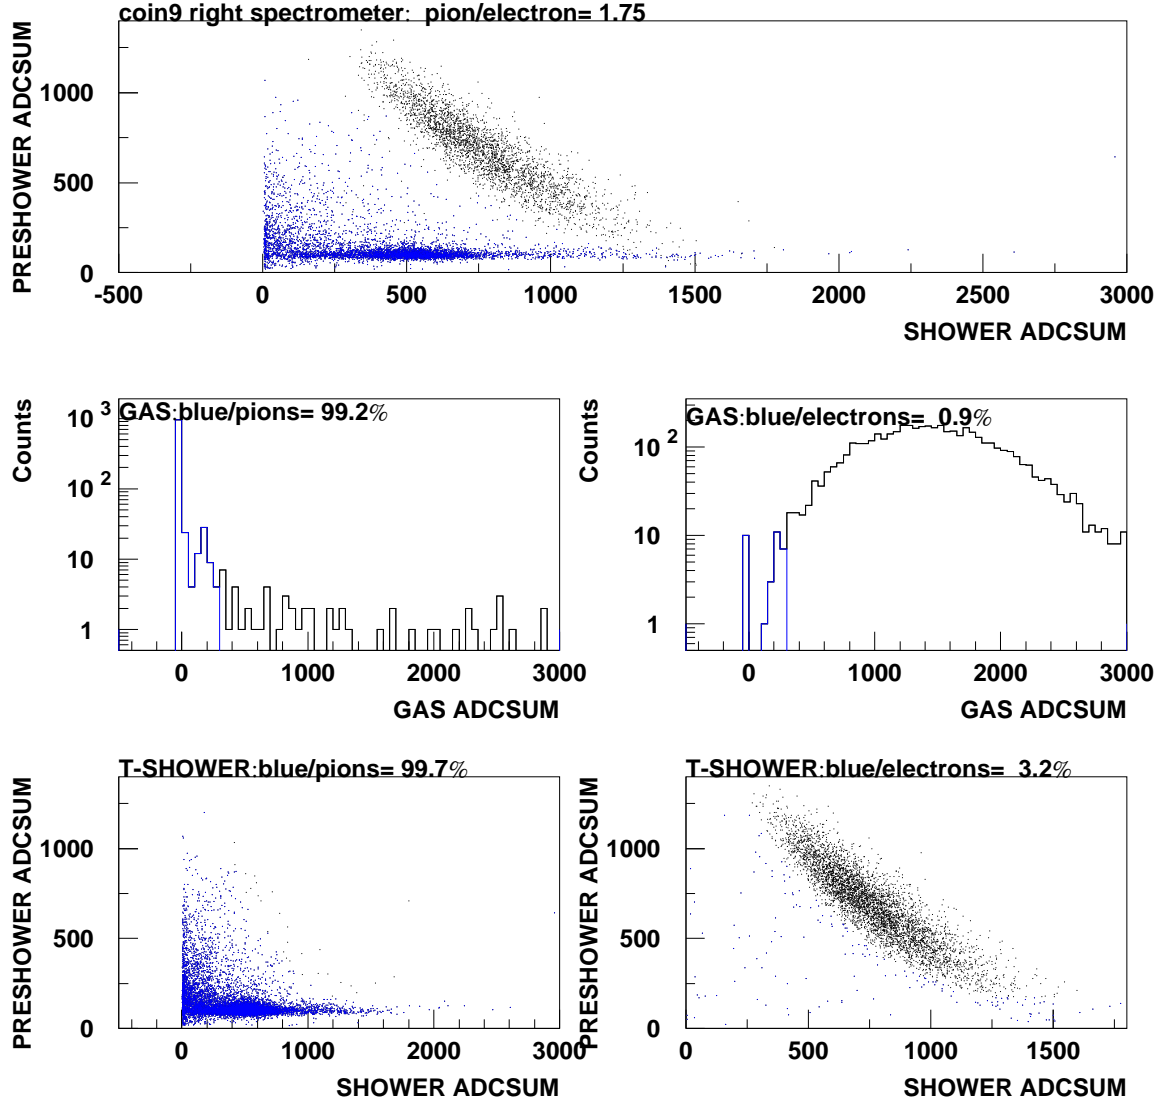 coin9 right spectrometer: pion/electron= 1.75
PRESHOWER ADCSUM
1000
500
0
-500 0 500 1000 1500 2000 2500 3000
SHOWER ADCSUM
GAS:blue/pions= 99.2%
Counts
10 3
10 2
10
1
0 1000 2000 3000
GAS ADCSUM
GAS:blue/electrons= 0.9%
Counts
10 2
10
1
0 1000 2000 3000
GAS ADCSUM
T-SHOWER:blue/pions= 99.7%
PRESHOWER ADCSUM
1000
500
0
0 1000 2000 3000
SHOWER ADCSUM
T-SHOWER:blue/electrons= 3.2%
PRESHOWER ADCSUM
1000
500
0
0 500 1000 1500
SHOWER ADCSUM